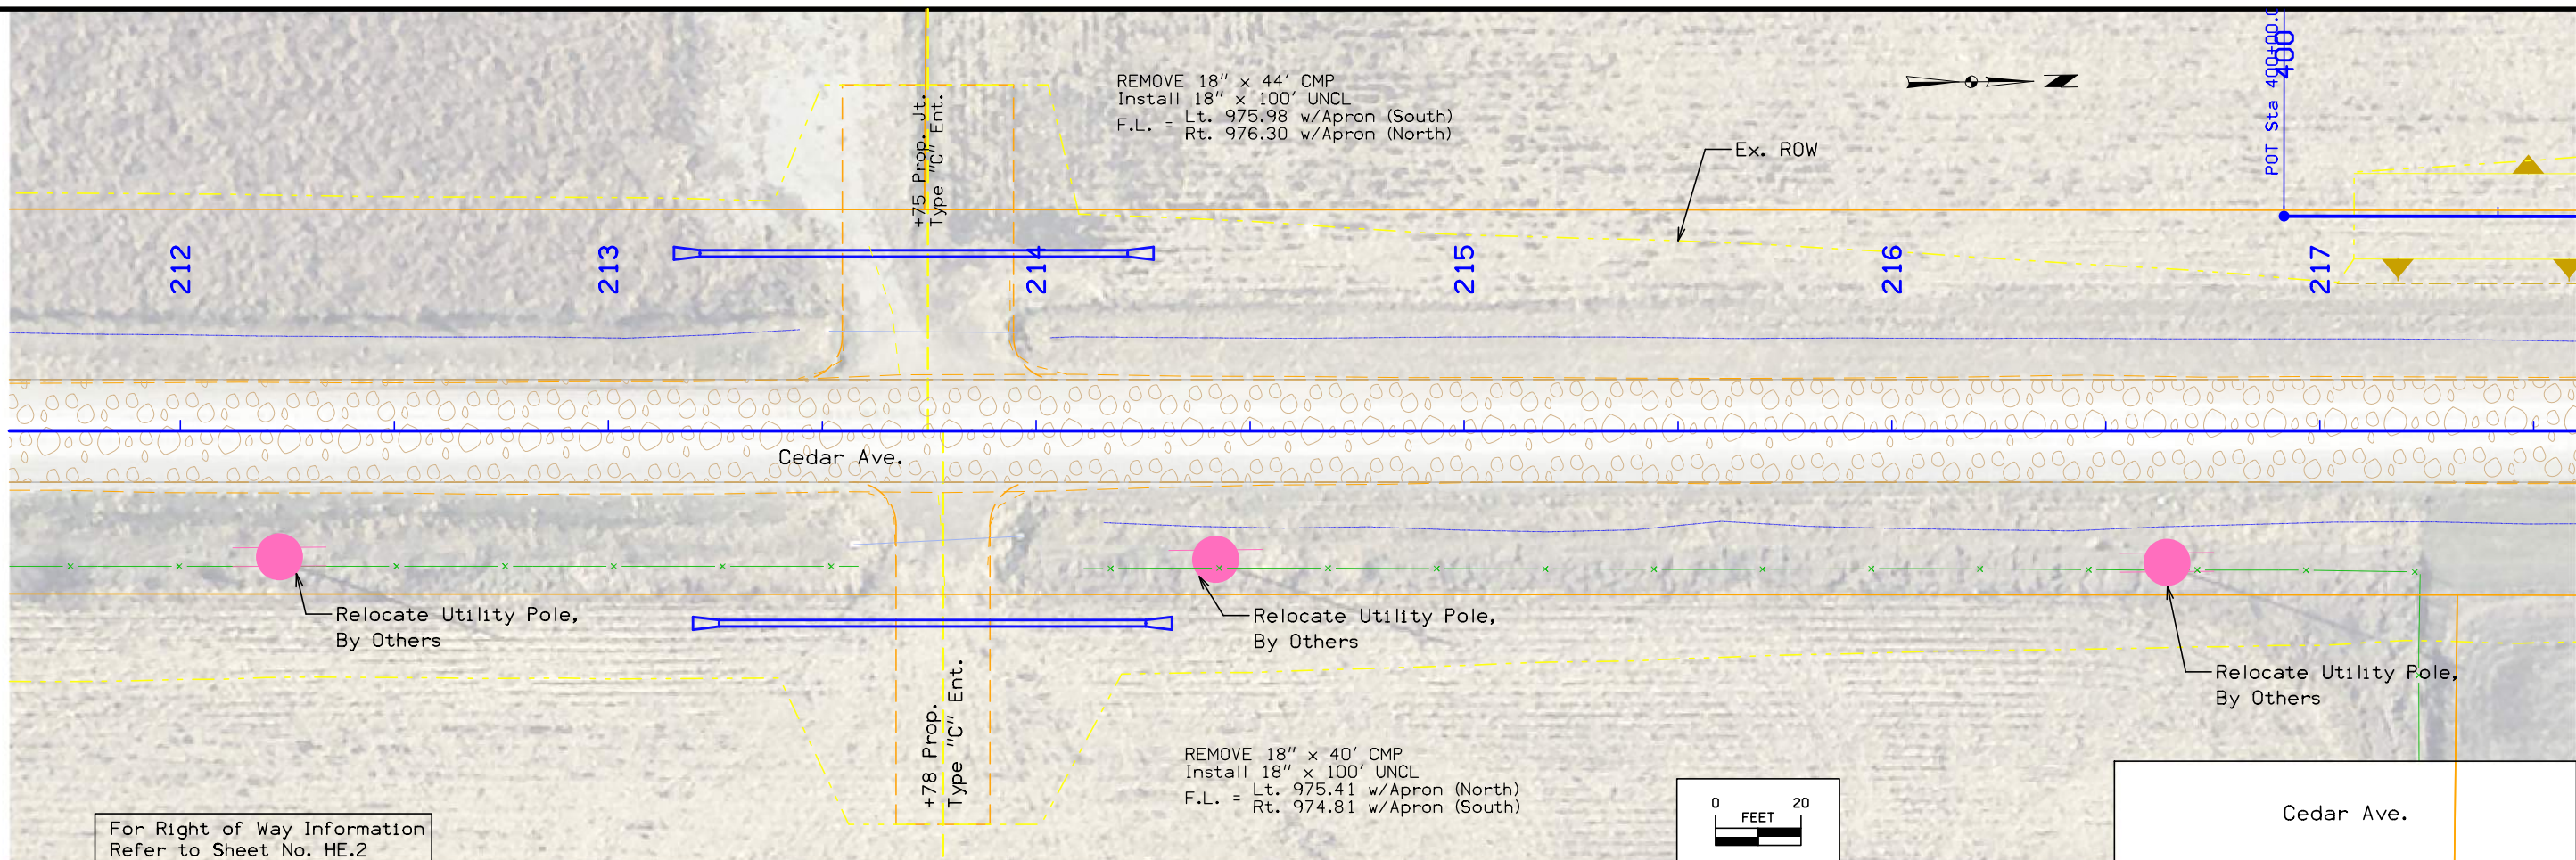 REMOVE 18" x 44' CMP
Install 18" x 100' UNCL
F.L. = Lt. 975.98 w/Apron (South)
Rt. 976.30 w/Apron (North)
+75 Prop. Jt.
Type "C" Ent.
Ex. ROW
POT Sta 400+00.0
400
212
213
214
215
216
217
Cedar Ave.
Relocate Utility Pole,
By Others
Relocate Utility Pole,
By Others
Relocate Utility Pole,
By Others
+78 Prop.
Type "C" Ent.
REMOVE 18" x 40' CMP
Install 18" x 100' UNCL
F.L. = Lt. 975.41 w/Apron (North)
Rt. 974.81 w/Apron (South)
0 20
FEET
Cedar Ave.
For Right of Way Information
Refer to Sheet No. HE.2